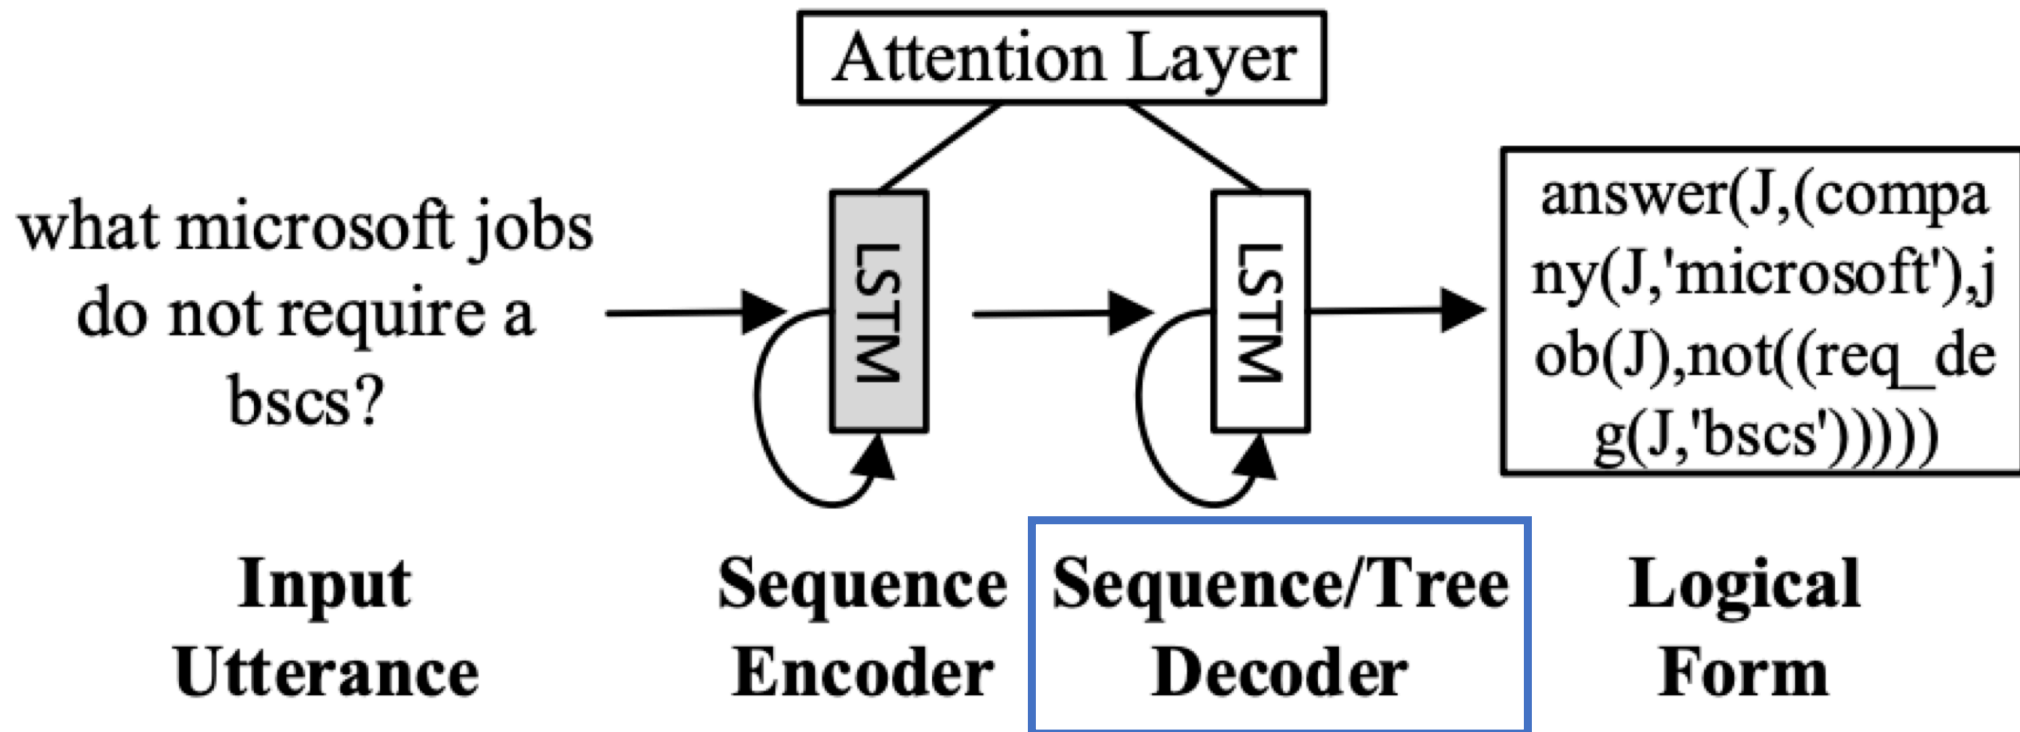 Attention Layer
what microsoft jobs
do not require a
bscs?
LSTM
LSTM
answer(J,(compa
ny(J,'microsoft'),j
ob(J),not((req_de
g(J,'bscs')))))
Input
Utterance
Sequence
Encoder
Sequence/Tree
Decoder
Logical
Form